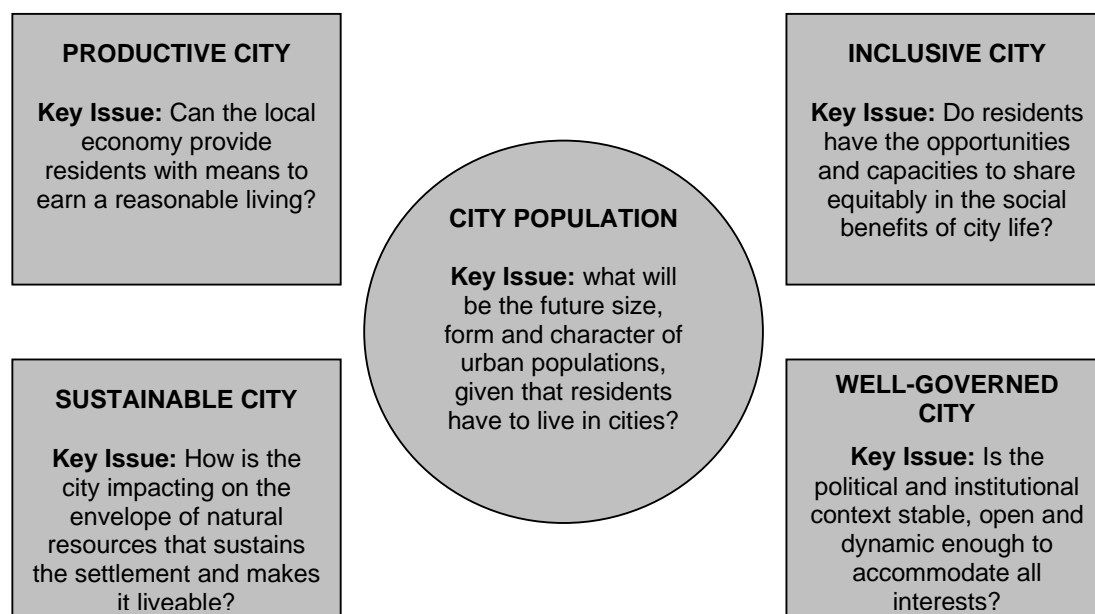 PRODUCTIVE CITY
Key Issue: Can the local
economy provide
residents with means to
earn a reasonable living?
INCLUSIVE CITY
Key Issue: Do residents
have the opportunities
and capacities to share
equitably in the social
benefits of city life?
CITY POPULATION
Key Issue: what will
be the future size,
form and character of
urban populations,
given that residents
have to live in cities?
SUSTAINABLE CITY
Key Issue: How is the
city impacting on the
envelope of natural
resources that sustains
the settlement and makes
it liveable?
WELL-GOVERNED
CITY
Key Issue: Is the
political and institutional
context stable, open and
dynamic enough to
accommodate all
interests?